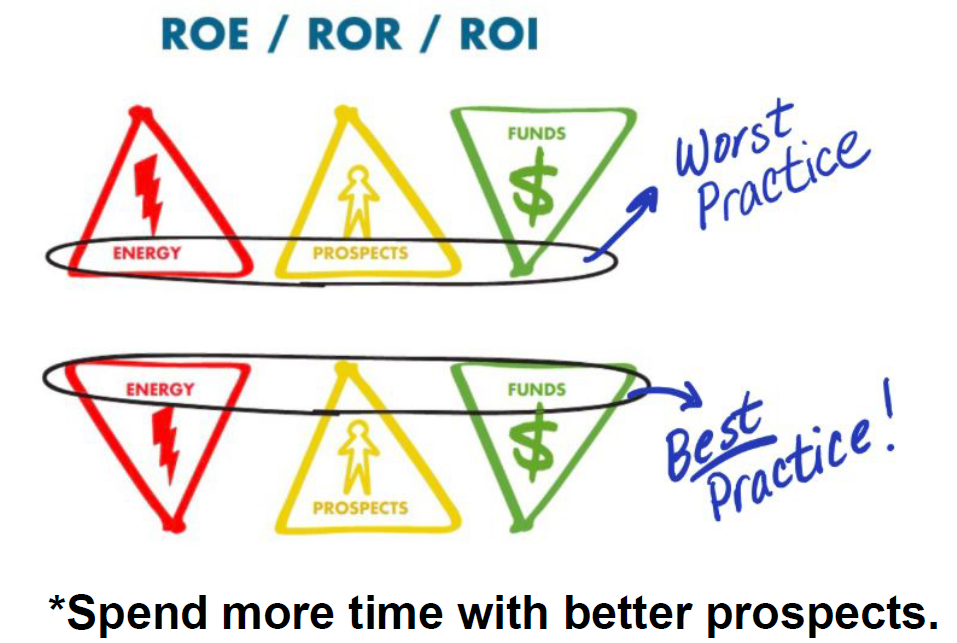 ROE / ROR / ROI
FUNDS
$
ENERGY
PROSPECTS
Worst
Practice
ENERGY
FUNDS
$
PROSPECTS
Best
Practice!
*Spend more time with better prospects.